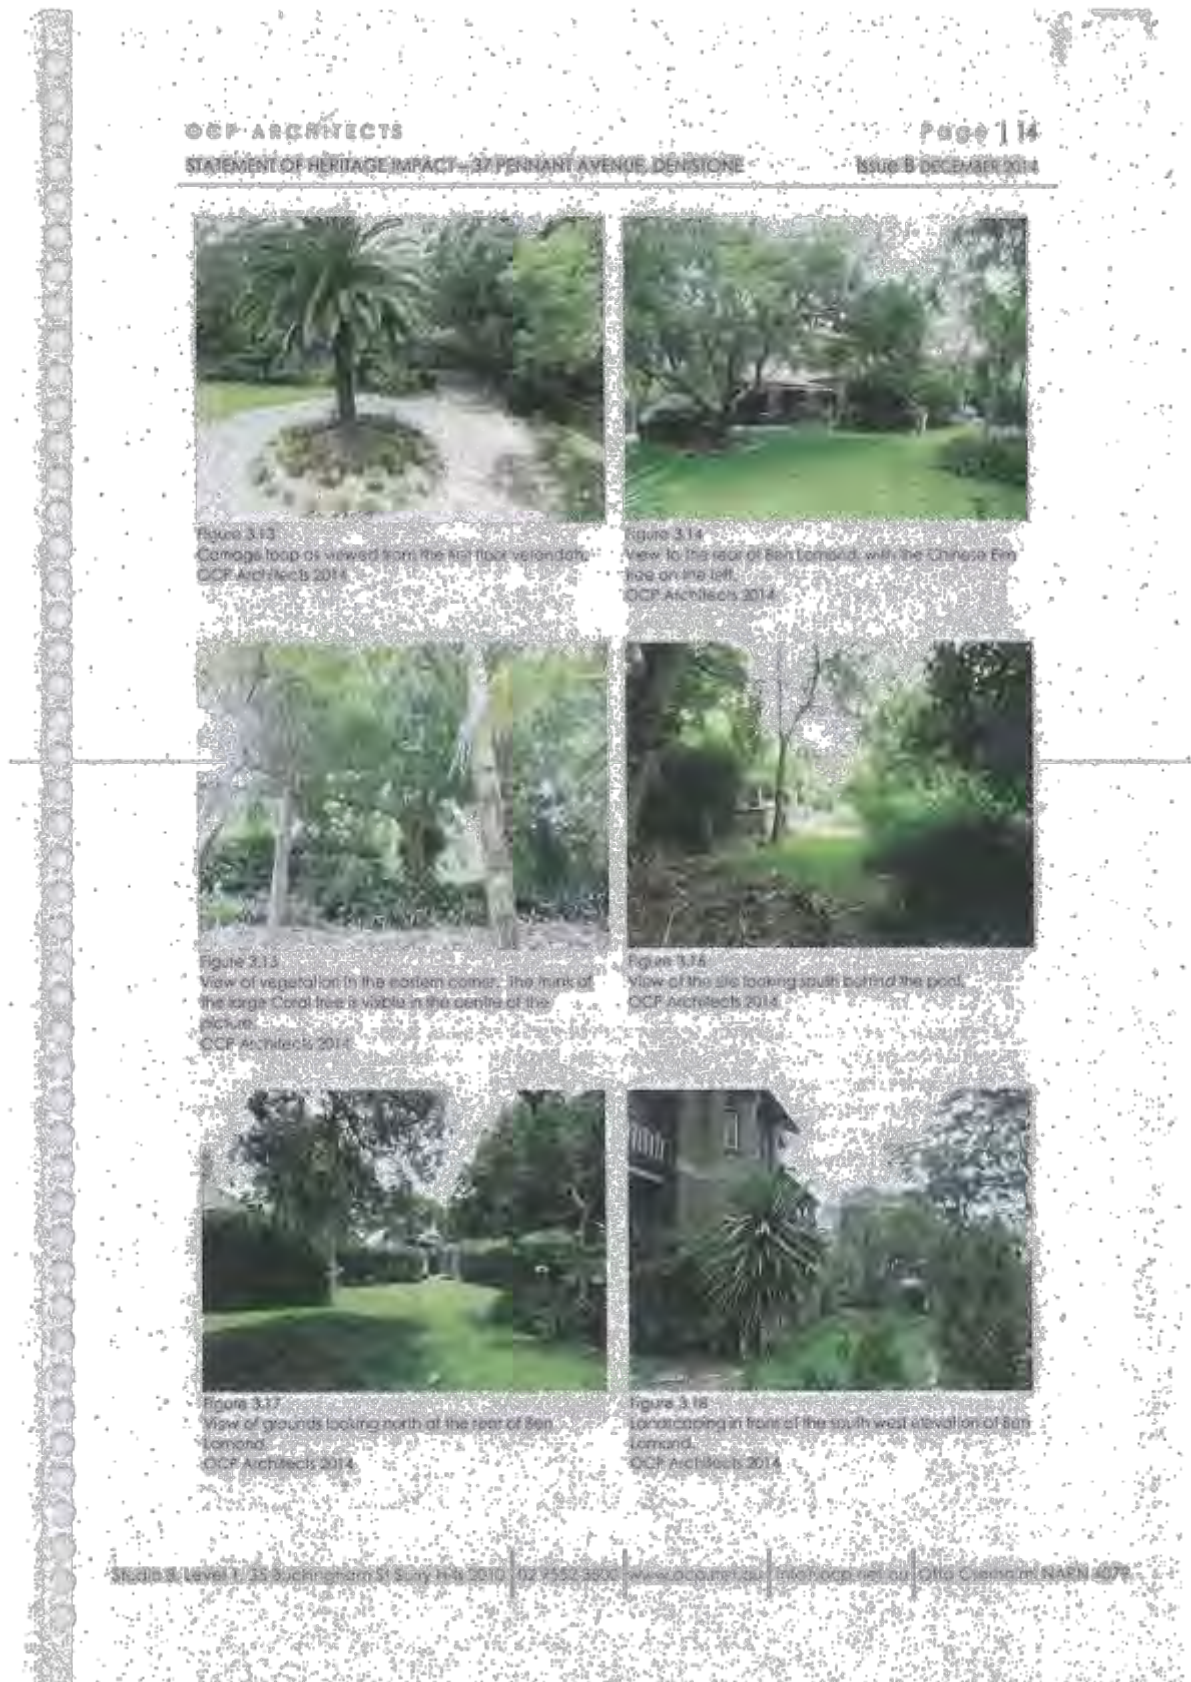 OCP ARCHITECTS
Page | 14
STATEMENT OF HERITAGE IMPACT – 37 PENNANT AVENUE, DENISTONE
Issue B DECEMBER 2014
Figure 3.13
Carriage loop as viewed from the first floor verandah.
OCP Architects 2014
Figure 3.14
View to the rear of Ben Lomond, with the Chinese Elm
tree on the left.
OCP Architects 2014
Figure 3.15
View of vegetation in the eastern corner. The trunk of
the large Coral tree is visible in the centre of the
picture.
OCP Architects 2014
Figure 3.16
View of the site looking south behind the pool.
OCP Architects 2014
Figure 3.17
View of grounds looking north at the rear of Ben
Lomond.
OCP Architects 2014
Figure 3.18
Landscaping in front of the south west elevation of Ben
Lomond.
OCP Architects 2014
Studio 8, Level 1, 35 Buckingham St Surry Hills 2010 | 02 9552 3800 | www.ocp.net.au | info@ocp.net.au | Otto Cserhalmi NARN 4079